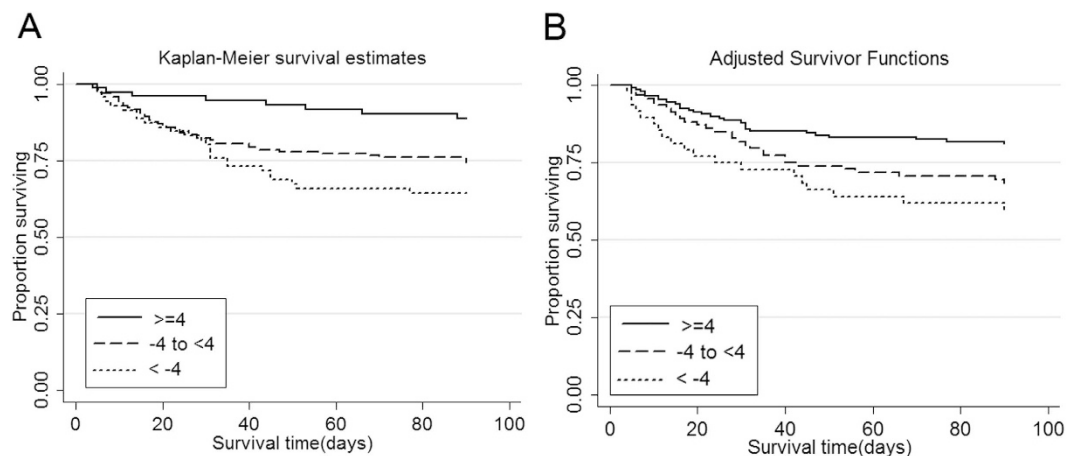 A
Kaplan-Meier survival estimates
Proportion surviving
1.00
0.75
0.50
0.25
0.00
>=4
-4 to <4
< -4
0 20 40 60 80 100
Survival time(days)
B
Adjusted Survivor Functions
Proportion surviving
1.00
0.75
0.50
0.25
0.00
>=4
-4 to <4
< -4
0 20 40 60 80 100
Survival time(days)